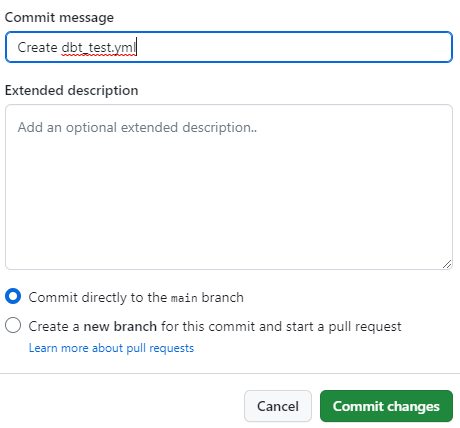 Commit message
Create dbt_test.yml
Extended description
Add an optional extended description..
Commit directly to the main branch
Create a new branch for this commit and start a pull request
Learn more about pull requests
Cancel Commit changes